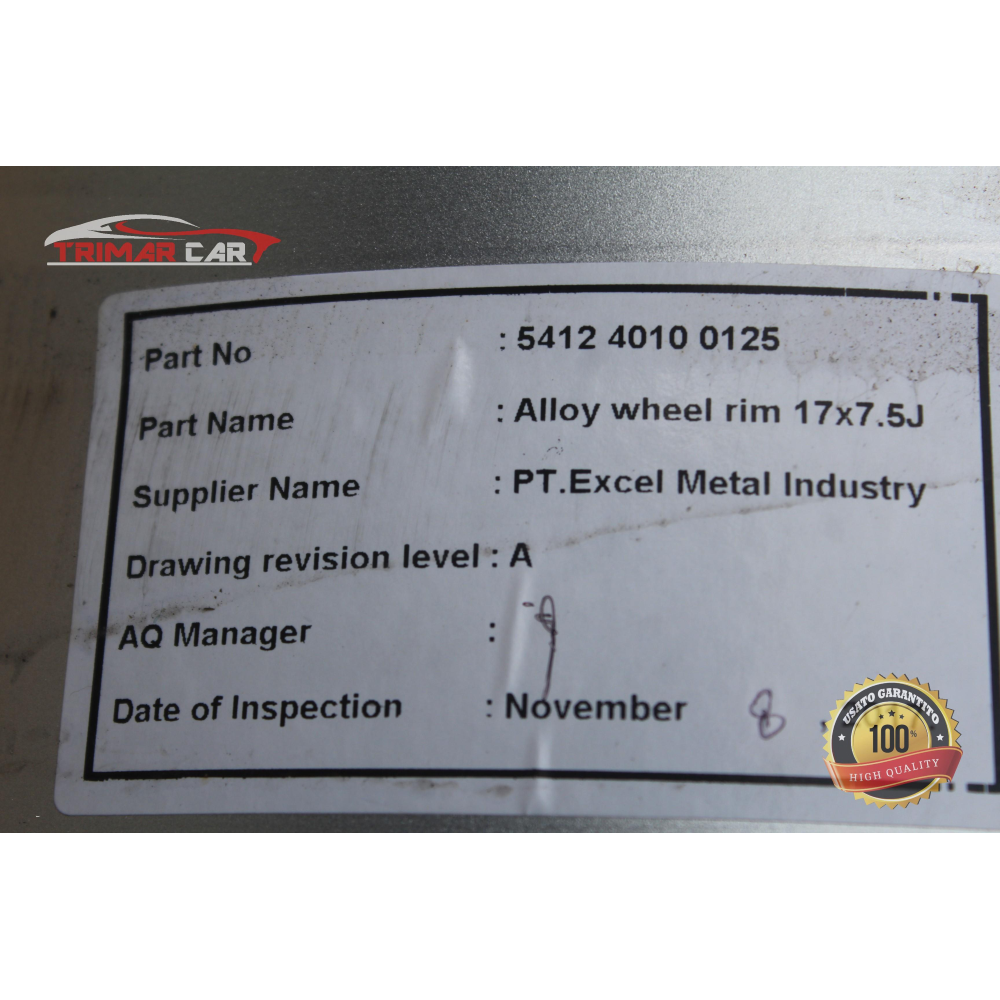 TRIMAR CAR
Part No : 5412 4010 0125
Part Name : Alloy wheel rim 17x7.5J
Supplier Name : PT.Excel Metal Industry
Drawing revision level : A
AQ Manager :
Date of Inspection : November 8
USATO GARANTITO
100%
HIGH QUALITY